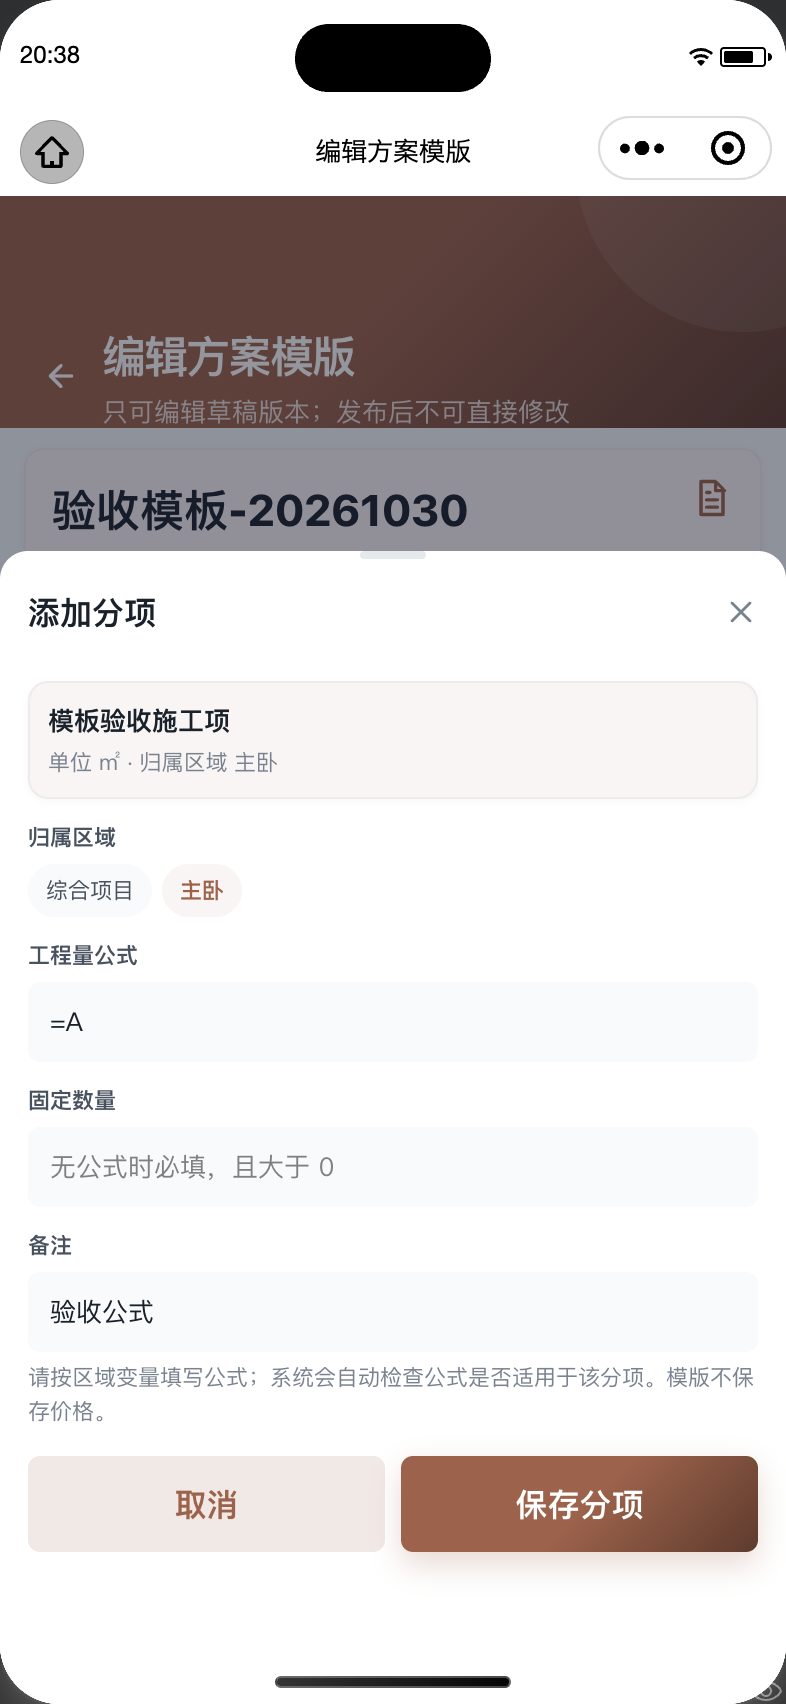 20:38
编辑方案模版
编辑方案模版
只可编辑草稿版本；发布后不可直接修改
验收模板-20261030
添加分项
模板验收施工项
单位 ㎡ · 归属区域 主卧
归属区域
综合项目 主卧
工程量公式
=A
固定数量
无公式时必填，且大于 0
备注
验收公式
请按区域变量填写公式；系统会自动检查公式是否适用于该分项。模版不保
存价格。
取消 保存分项